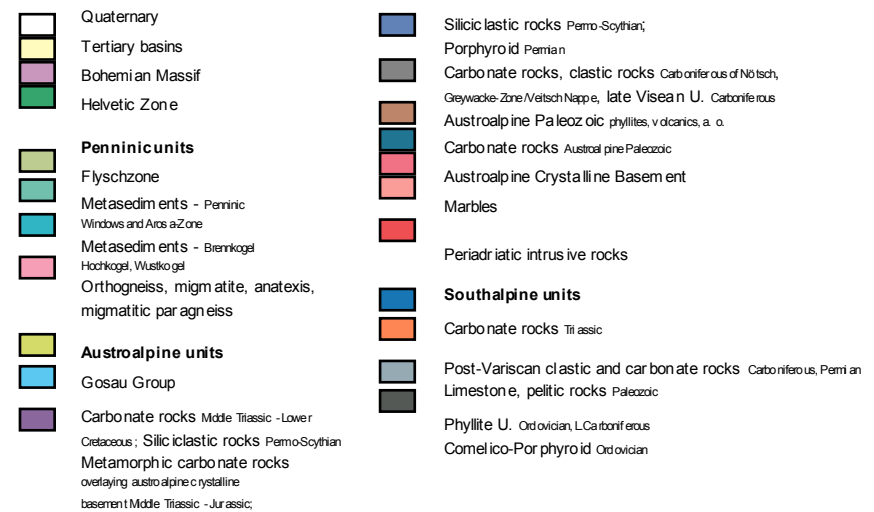 Quaternary
Tertiary basins
Bohemian Massif
Helvetic Zone
Penninic units
Flyschzone
Metasediments - Penninic
Windows and Arosa-Zone
Metasediments - Brennkogel
Hochkogel, Wustkogel
Orthogneiss, migmatite, anatexis,
migmatitic paragneiss
Austroalpine units
Gosau Group
Carbonate rocks Middle Triassic - Lower
Cretaceous; Siliciclastic rocks Permo-Scythian
Metamorphic carbonate rocks
overlaying austroalpine crystalline
basement Middle Triassic - Jurassic;
Siliciclastic rocks Permo-Scythian;
Porphyroid Permian
Carbonate rocks, clastic rocks Carboniferous of Nötsch,
Greywacke-Zone/Veitsch Nappe, late Visean U. Carboniferous
Austroalpine Paleozoic phyllites, volcanics, a. o.
Carbonate rocks Austroalpine Paleozoic
Austroalpine Crystalline Basement
Marbles
Periadriatic intrusive rocks
Southalpine units
Carbonate rocks Triassic
Post-Variscan clastic and carbonate rocks Carboniferous, Permian
Limestone, pelitic rocks Paleozoic
Phyllite U. Ordovician, L.Carboniferous
Comelico-Porphyroid Ordovician